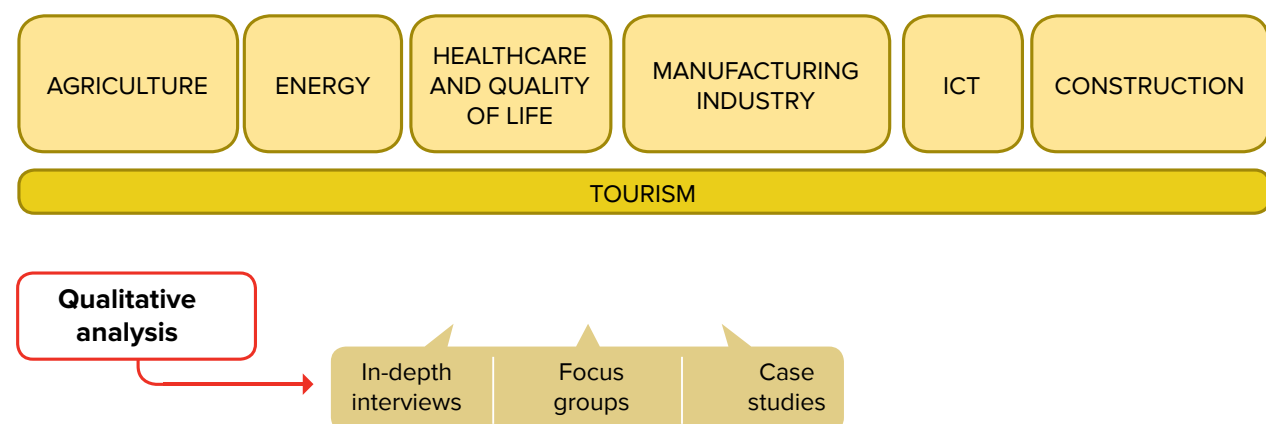 AGRICULTURE
ENERGY
HEALTHCARE
AND QUALITY
OF LIFE
MANUFACTURING
INDUSTRY
ICT
CONSTRUCTION
TOURISM
Qualitative
analysis
In-depth
interviews
Focus
groups
Case
studies